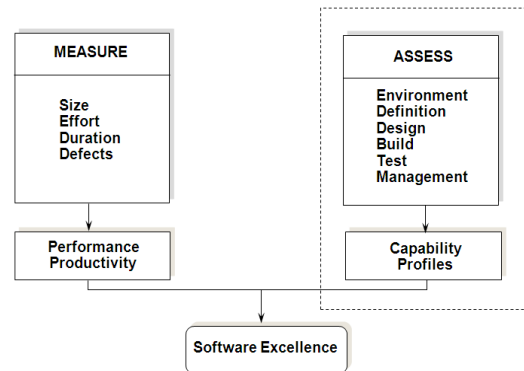 MEASURE
Size
Effort
Duration
Defects
Performance
Productivity
ASSESS
Environment
Definition
Design
Build
Test
Management
Capability
Profiles
Software Excellence